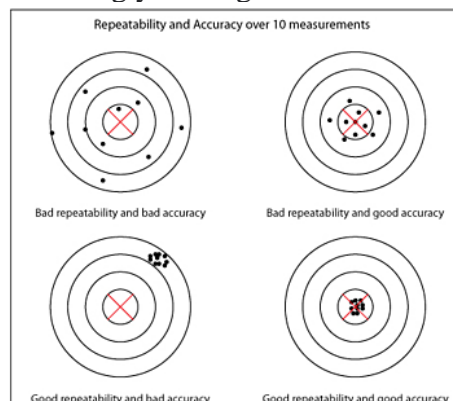 Repeatability and Accuracy over 10 measurements
Bad repeatability and bad accuracy
Bad repeatability and good accuracy
Good repeatability and bad accuracy
Good repeatability and good accuracy